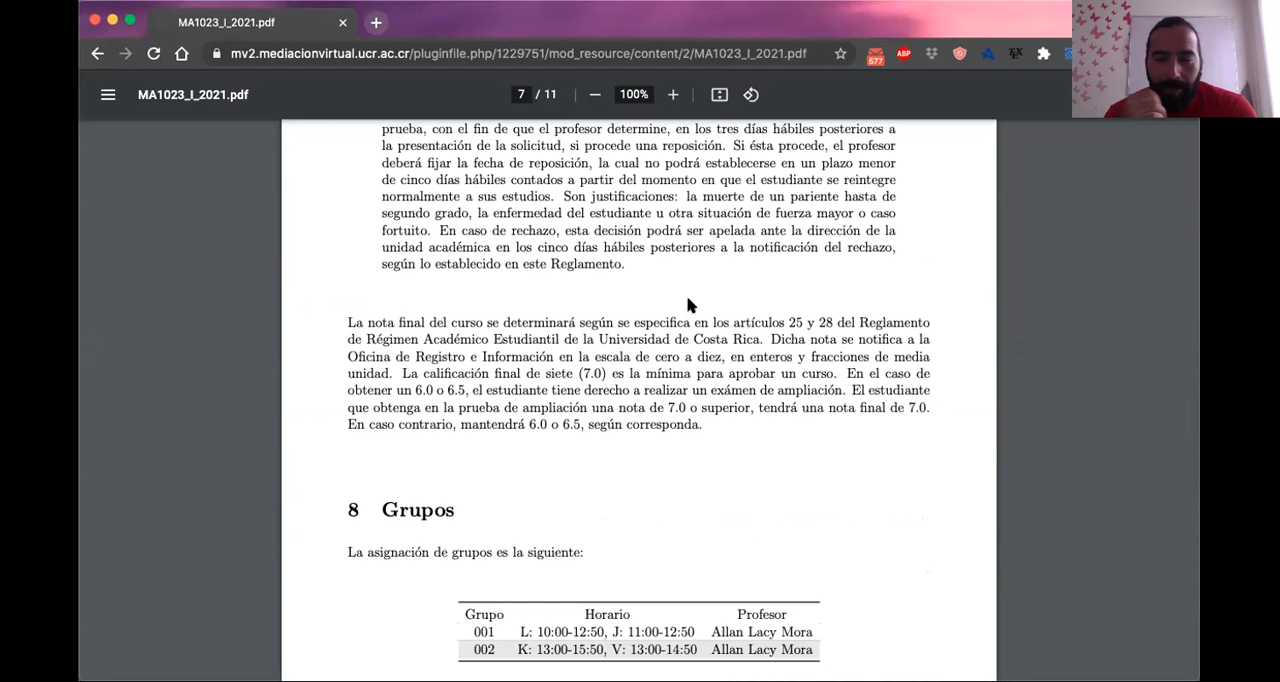 MA1023_I_2021.pdf
mv2.mediacionvirtual.ucr.ac.cr/pluginfile.php/1229751/mod_resource/content/2/MA1023_I_2021.pdf
577
ABP
MA1023_I_2021.pdf
7 / 11
100%
prueba, con el fin de que el profesor determine, en los tres días hábiles posteriores a
la presentación de la solicitud, si procede una reposición. Si ésta procede, el profesor
deberá fijar la fecha de reposición, la cual no podrá establecerse en un plazo menor
de cinco días hábiles contados a partir del momento en que el estudiante se reintegre
normalmente a sus estudios. Son justificaciones: la muerte de un pariente hasta de
segundo grado, la enfermedad del estudiante u otra situación de fuerza mayor o caso
fortuito. En caso de rechazo, esta decisión podrá ser apelada ante la dirección de la
unidad académica en los cinco días hábiles posteriores a la notificación del rechazo,
según lo establecido en este Reglamento.
La nota final del curso se determinará según se especifica en los artículos 25 y 28 del Reglamento
de Régimen Académico Estudiantil de la Universidad de Costa Rica. Dicha nota se notifica a la
Oficina de Registro e Información en la escala de cero a diez, en enteros y fracciones de media
unidad. La calificación final de siete (7.0) es la mínima para aprobar un curso. En el caso de
obtener un 6.0 o 6.5, el estudiante tiene derecho a realizar un exámen de ampliación. El estudiante
que obtenga en la prueba de ampliación una nota de 7.0 o superior, tendrá una nota final de 7.0.
En caso contrario, mantendrá 6.0 o 6.5, según corresponda.
8 Grupos
La asignación de grupos es la siguiente:
Grupo Horario Profesor
001 L: 10:00-12:50, J: 11:00-12:50 Allan Lacy Mora
002 K: 13:00-15:50, V: 13:00-14:50 Allan Lacy Mora